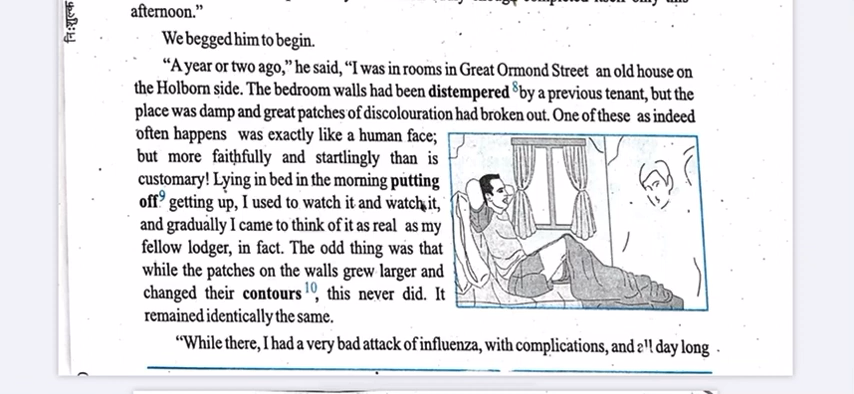 निःशुल्क
completed itself only this
afternoon.”
We begged him to begin.
“A year or two ago,” he said, “I was in rooms in Great Ormond Street an old house on
the Holborn side. The bedroom walls had been distempered 8 by a previous tenant, but the
place was damp and great patches of discolouration had broken out. One of these as indeed
often happens was exactly like a human face;
but more faithfully and startlingly than is
customary! Lying in bed in the morning putting
off 9 getting up, I used to watch it and watch it,
and gradually I came to think of it as real as my
fellow lodger, in fact. The odd thing was that
while the patches on the walls grew larger and
changed their contours 10, this never did. It
remained identically the same.
“While there, I had a very bad attack of influenza, with complications, and all day long